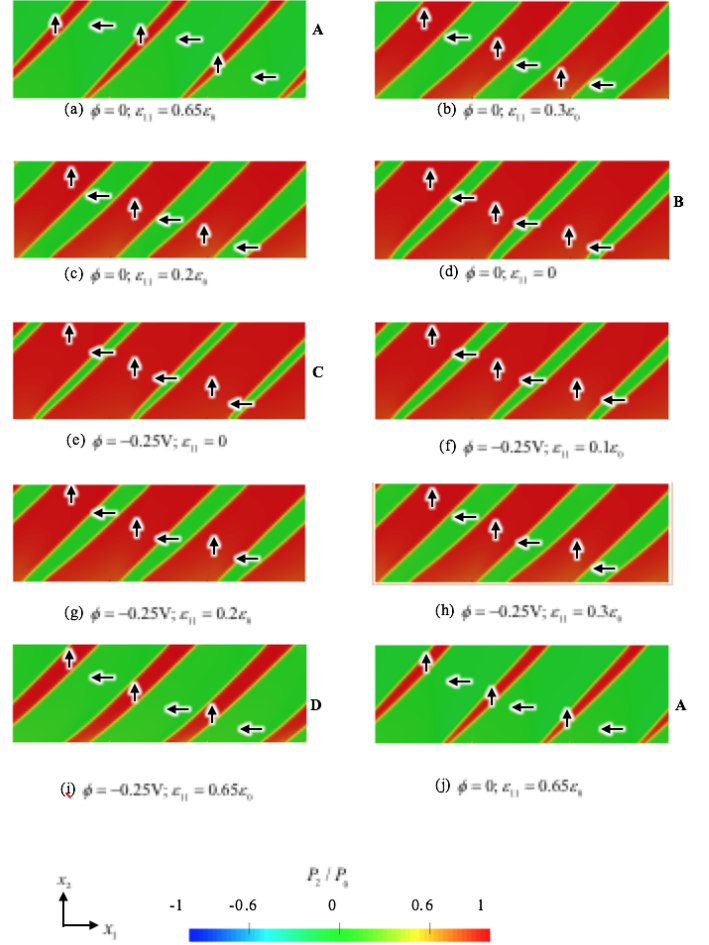 A
(a) ϕ = 0; ε₁₁ = 0.65ε₀
(b) ϕ = 0; ε₁₁ = 0.3ε₀
B
(c) ϕ = 0; ε₁₁ = 0.2ε₀
(d) ϕ = 0; ε₁₁ = 0
C
(e) ϕ = −0.25V; ε₁₁ = 0
(f) ϕ = −0.25V; ε₁₁ = 0.1ε₀
(g) ϕ = −0.25V; ε₁₁ = 0.2ε₀
(h) ϕ = −0.25V; ε₁₁ = 0.3ε₀
D
A
(i) ϕ = −0.25V; ε₁₁ = 0.65ε₀
(j) ϕ = 0; ε₁₁ = 0.65ε₀
P₂ / P₀
x₂
x₁
-1 -0.6 0 0.6 1